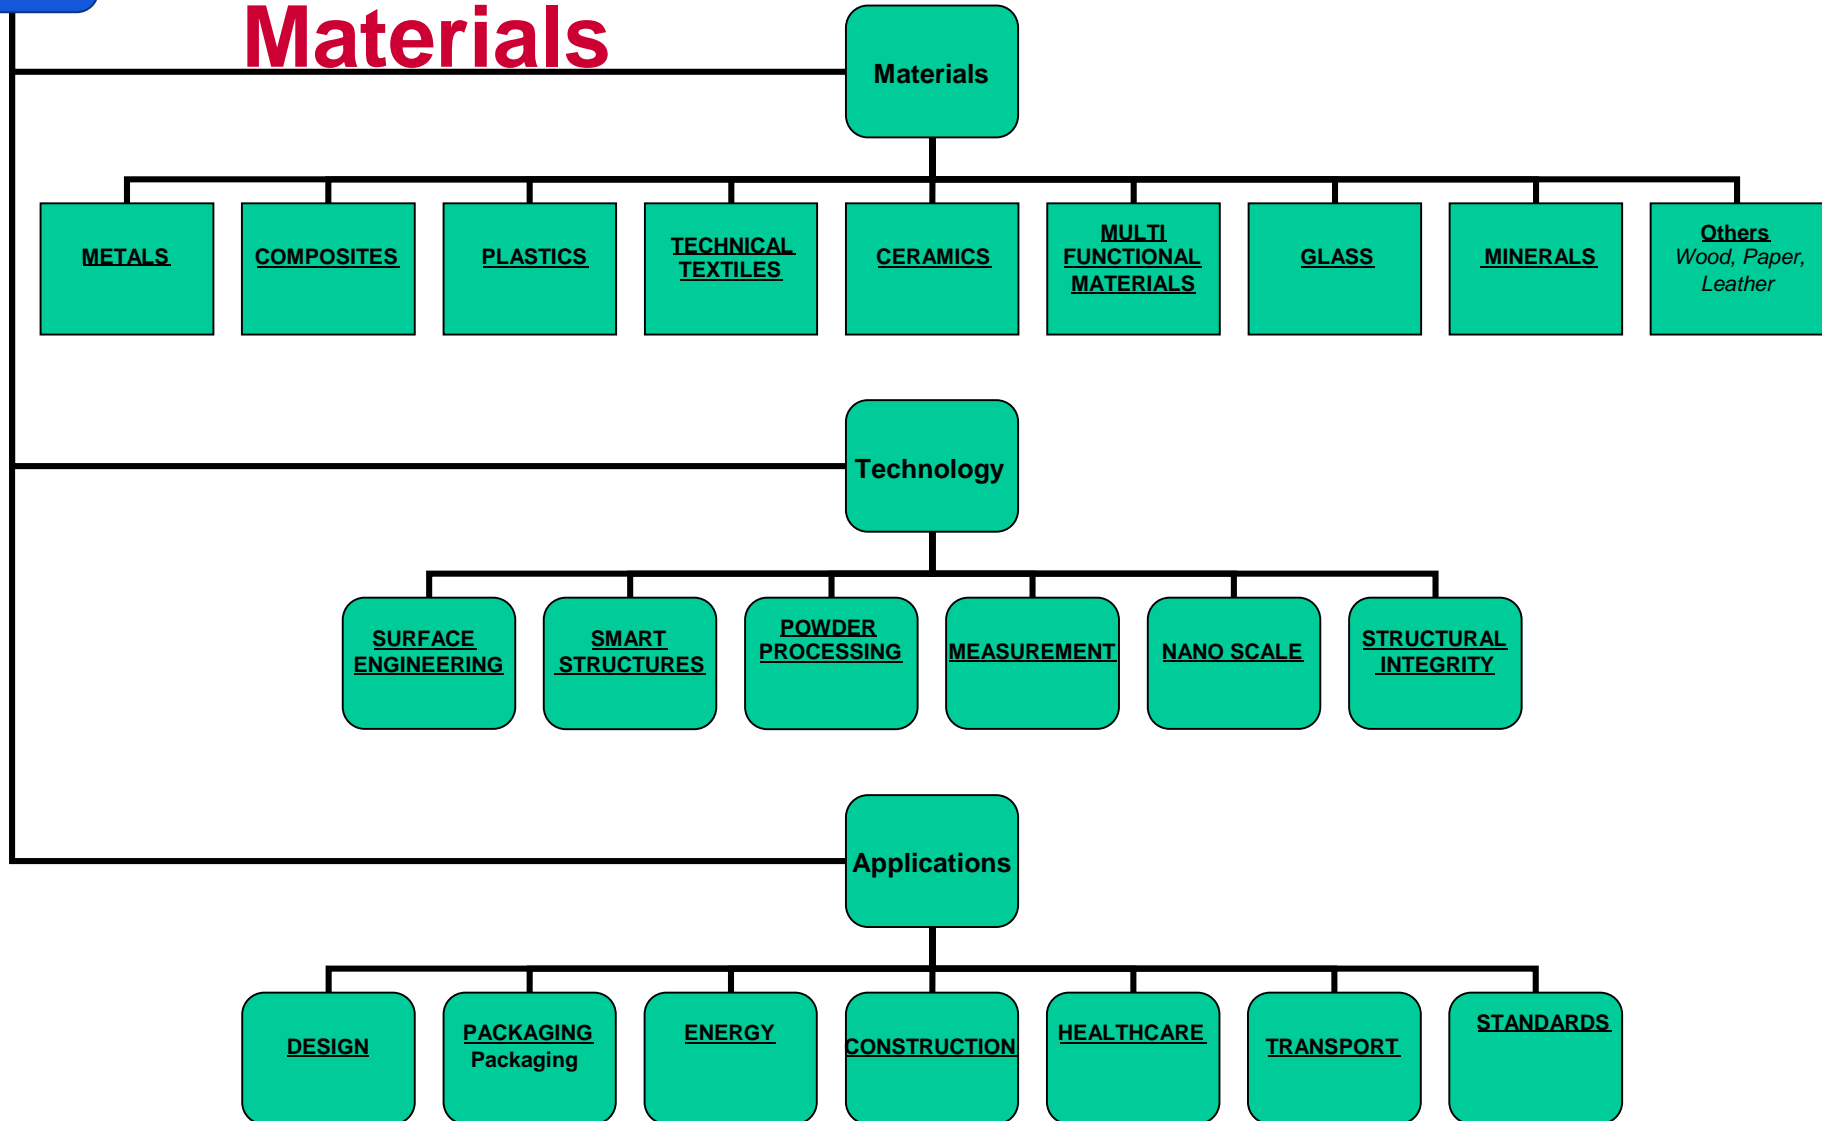 Materials
Materials
METALS
COMPOSITES
PLASTICS
TECHNICAL
TEXTILES
CERAMICS
MULTI
FUNCTIONAL
MATERIALS
GLASS
MINERALS
Others
Wood, Paper,
Leather
Technology
SURFACE
ENGINEERING
SMART
STRUCTURES
POWDER
PROCESSING
MEASUREMENT
NANO SCALE
STRUCTURAL
INTEGRITY
Applications
DESIGN
PACKAGING
Packaging
ENERGY
CONSTRUCTION
HEALTHCARE
TRANSPORT
STANDARDS